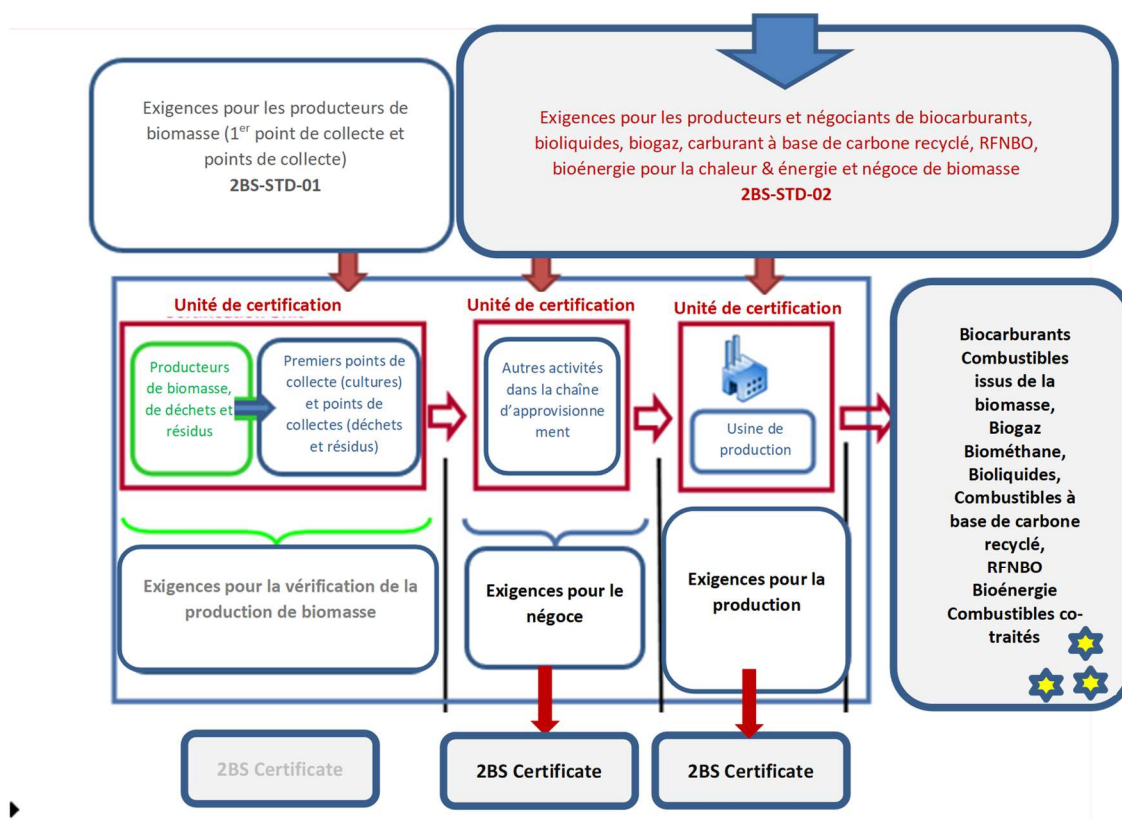 Exigences pour les producteurs de
biomasse (1er point de collecte et
points de collecte)
2BS-STD-01
Exigences pour les producteurs et négociants de biocarburants,
bioliquides, biogaz, carburant à base de carbone recyclé, RFNBO,
bioénergie pour la chaleur & énergie et négoce de biomasse
2BS-STD-02
Unité de certification
Producteurs
de biomasse,
de déchets et
résidus
Premiers points de
collecte (cultures)
et points de
collectes (déchets
et résidus)
Unité de certification
Autres activités
dans la chaîne
d'approvisionne
ment
Unité de certification
Usine de
production
Biocarburants
Combustibles
issus de la
biomasse,
Biogaz
Biométhane,
Bioliquides,
Combustibles à
base de carbone
recyclé,
RFNBO
Bioénergie
Combustibles co-
traités
Exigences pour la vérification de la
production de biomasse
Exigences pour le
négoce
Exigences pour la
production
2BS Certificate
2BS Certificate
2BS Certificate